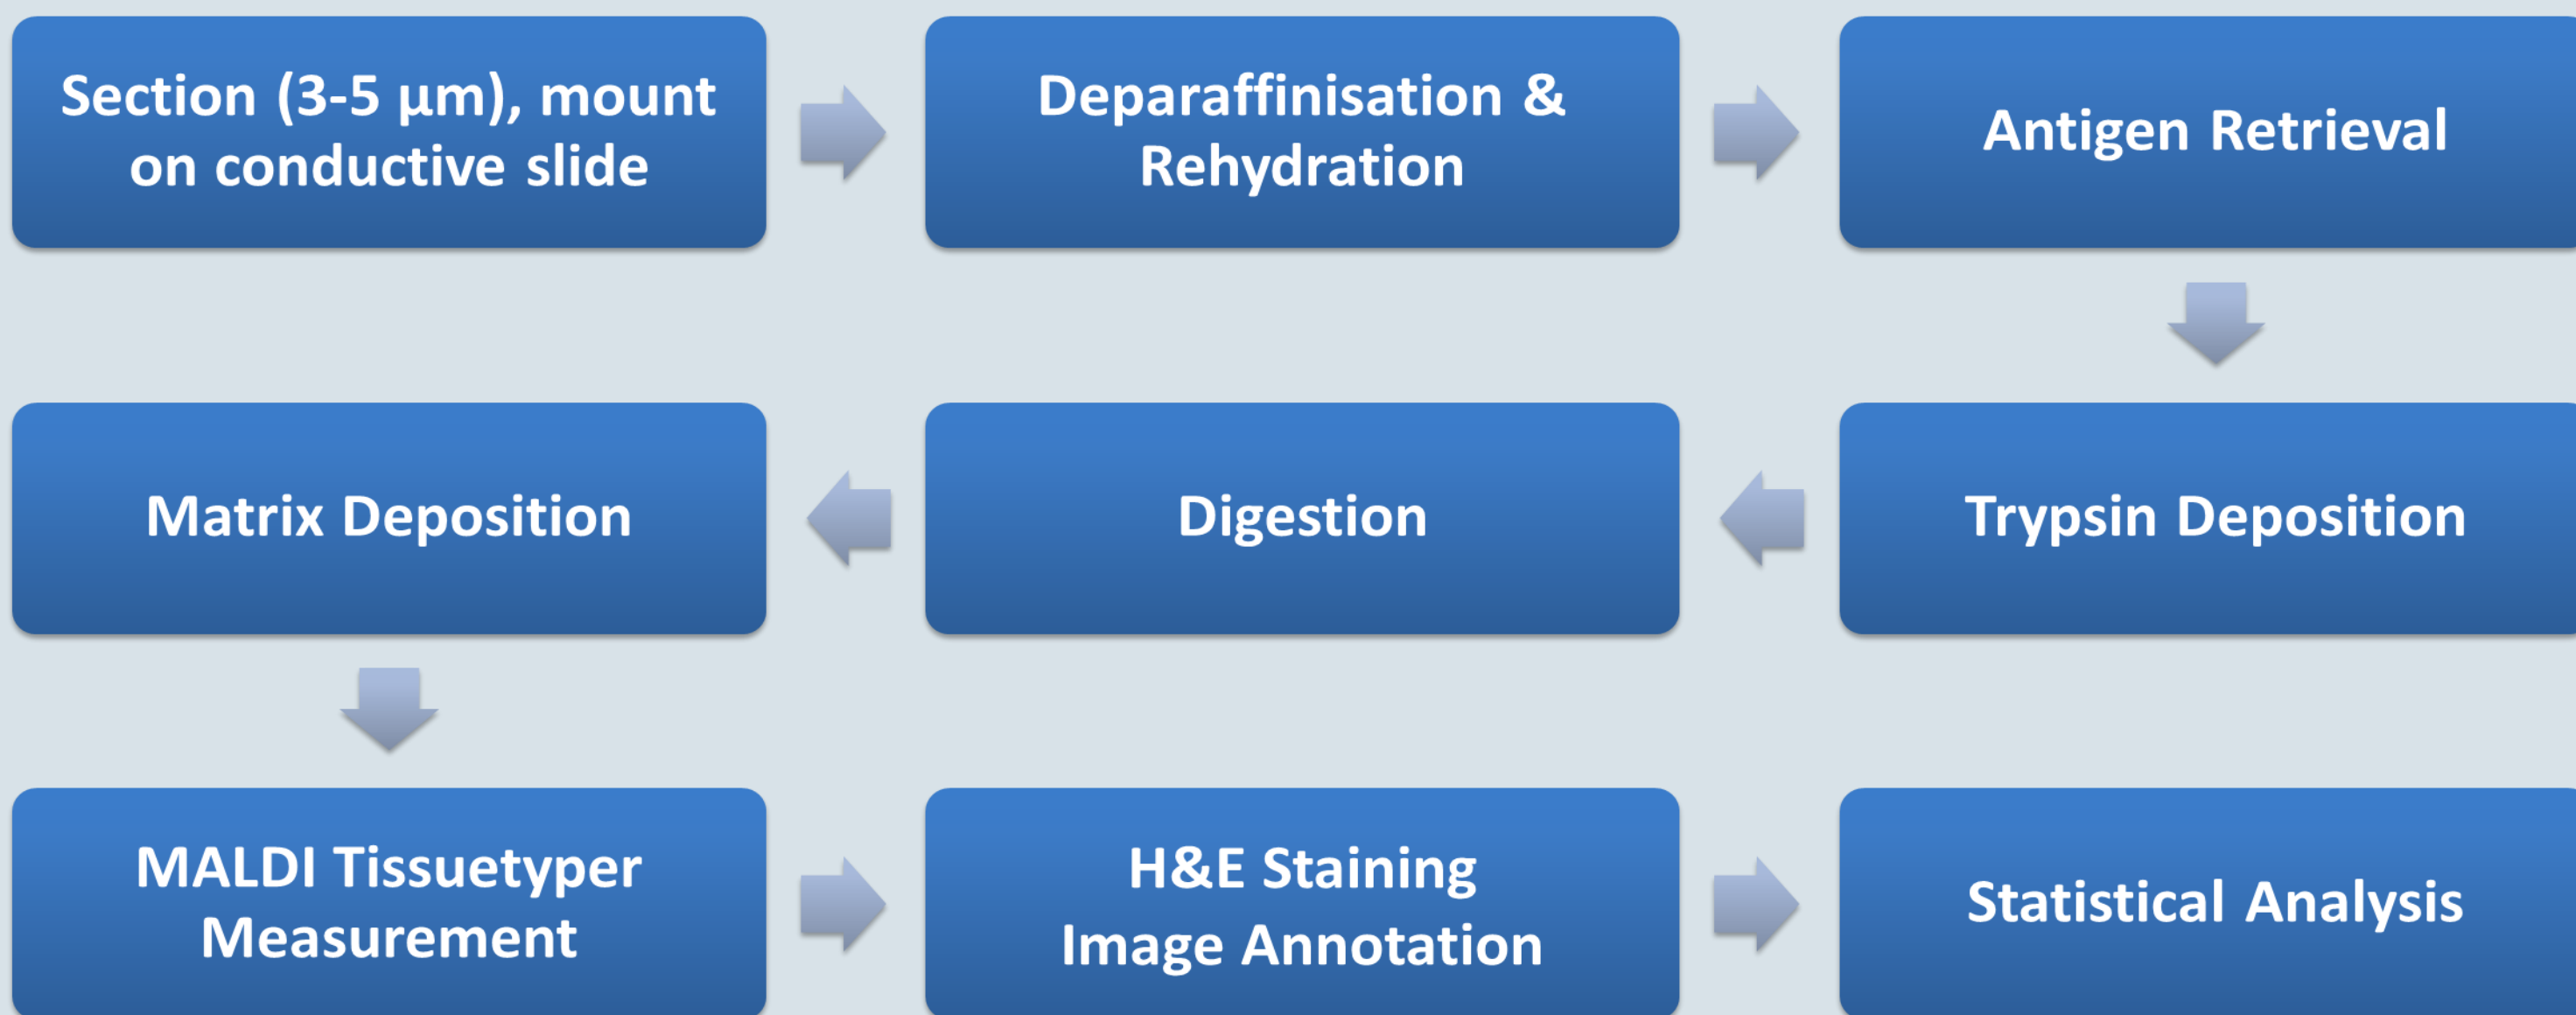 Section (3-5 µm), mount
on conductive slide
Deparaffinisation &
Rehydration
Antigen Retrieval
Trypsin Deposition
Digestion
Matrix Deposition
MALDI Tissuetyper
Measurement
H&E Staining
Image Annotation
Statistical Analysis